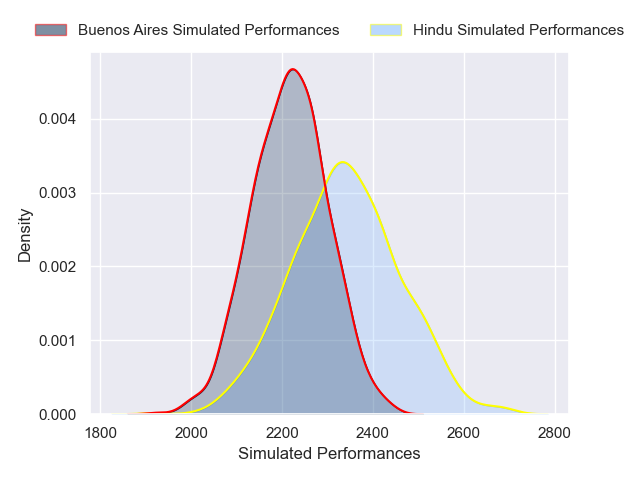 Buenos Aires Simulated Performances
Hindu Simulated Performances
Density
0.004
0.003
0.002
0.001
0.000
1800 2000 2200 2400 2600 2800
Simulated Performances